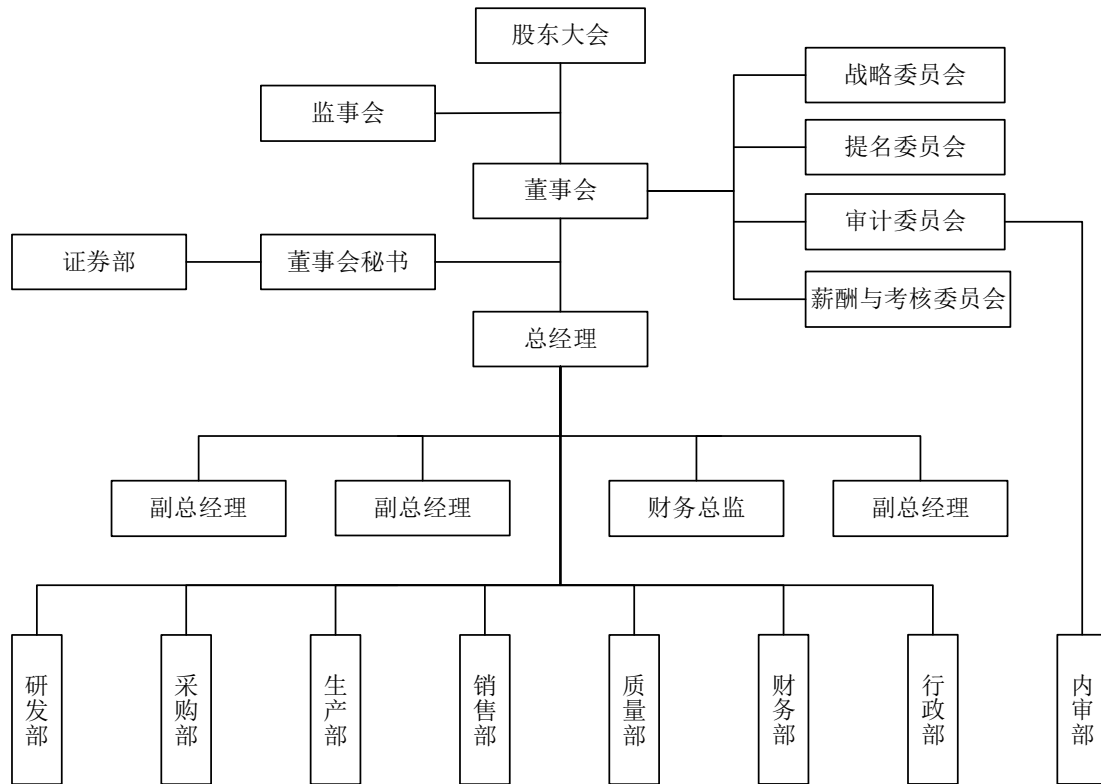 股东大会
战略委员会
监事会
提名委员会
董事会
审计委员会
证券部
董事会秘书
薪酬与考核委员会
总经理
副总经理
副总经理
财务总监
副总经理
研发部
采购部
生产部
销售部
质量部
财务部
行政部
内审部